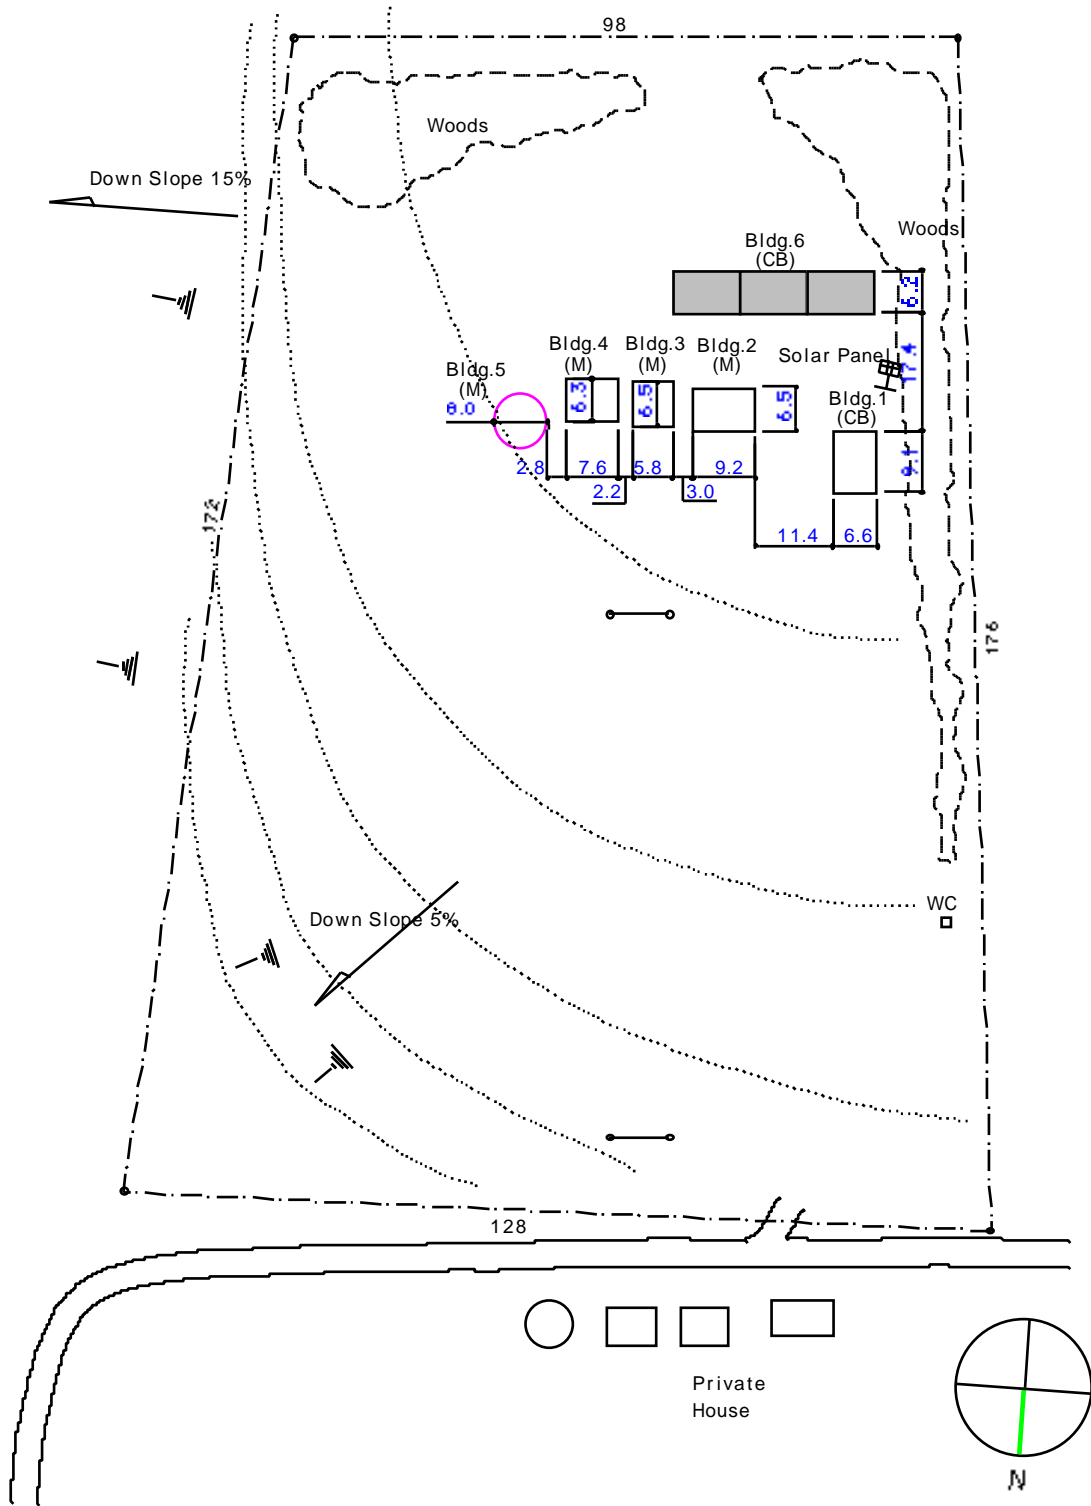 98
Woods
Down Slope 15%
Woods
Bldg.6
(CB)
6.2
Bldg.4
(M)
Bldg.3
(M)
Bldg.2
(M)
Solar Panel
17.4
Bldg.5
(M)
Bldg.1
(CB)
8.0
6.3
6.5
6.5
9.1
2.8
7.6
5.8
9.2
2.2
3.0
11.4
6.6
172
176
WC
Down Slope 5%
128
Private
House
N